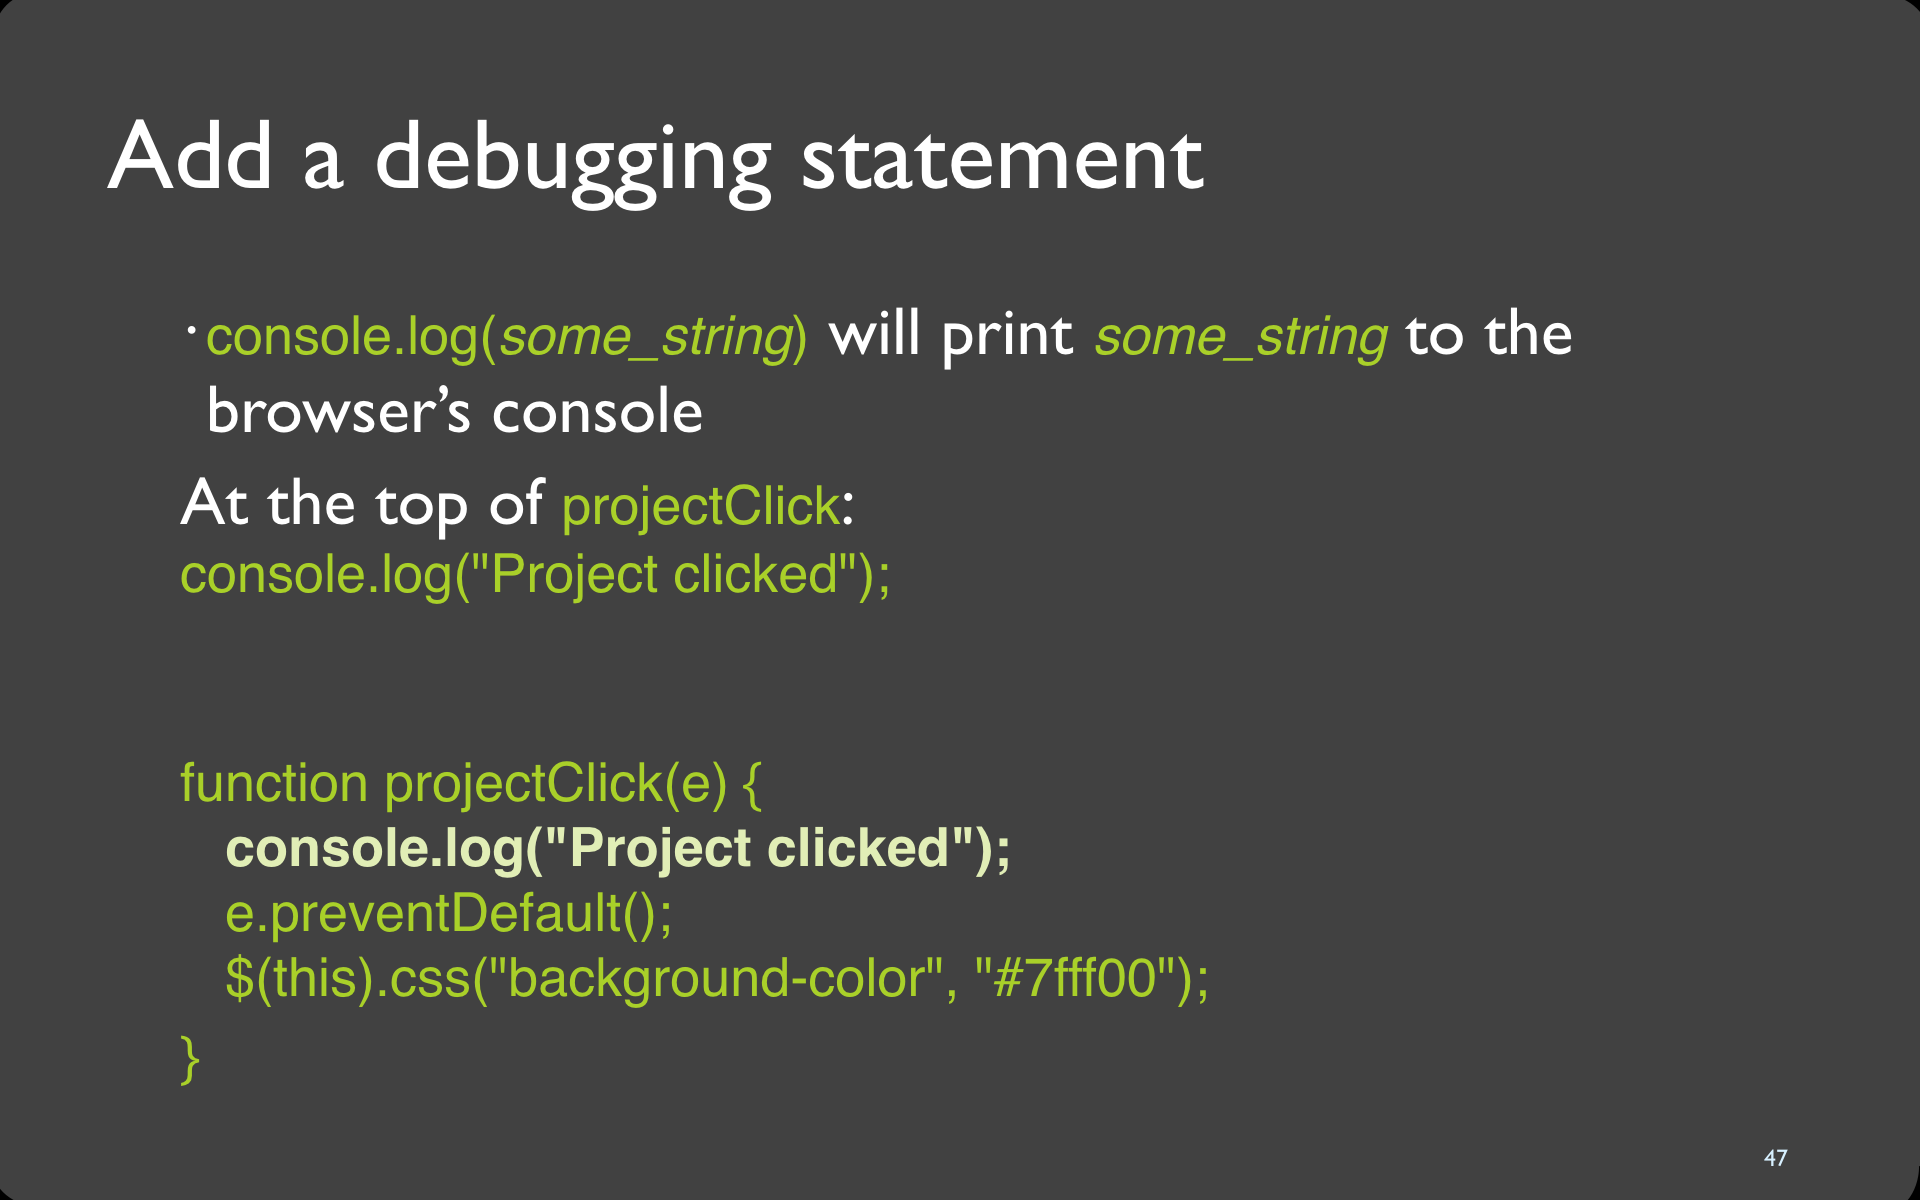 Add a debugging statement
· console.log(some_string) will print some_string to the
browser’s console
At the top of projectClick:
console.log("Project clicked");
function projectClick(e) {
console.log("Project clicked");
e.preventDefault();
$(this).css("background-color", "#7fff00");
}
47